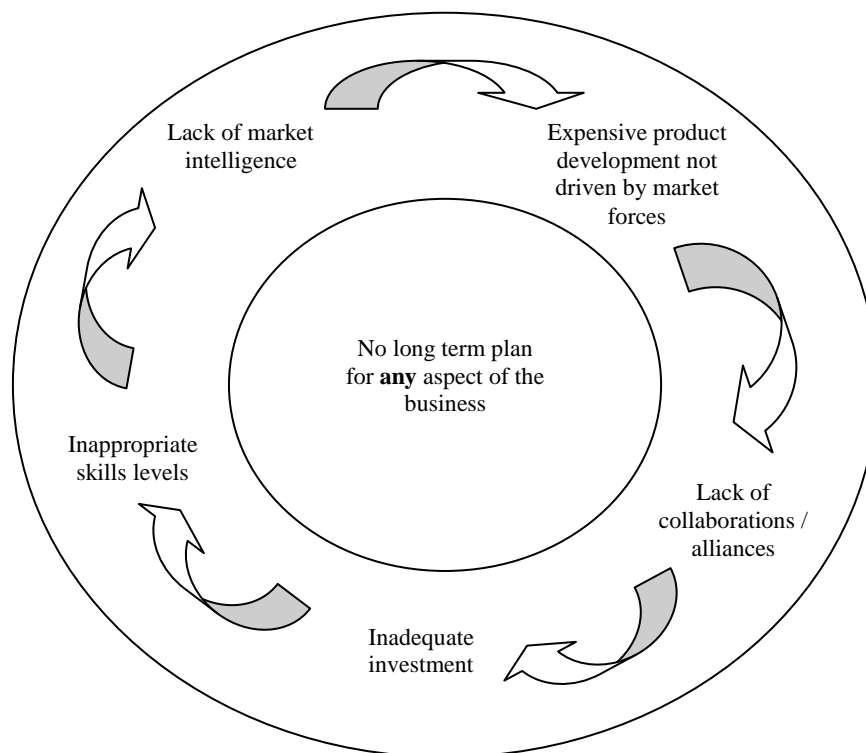 Lack of market
intelligence
Expensive product
development not
driven by market
forces
No long term plan
for any aspect of the
business
Inappropriate
skills levels
Lack of
collaborations /
alliances
Inadequate
investment